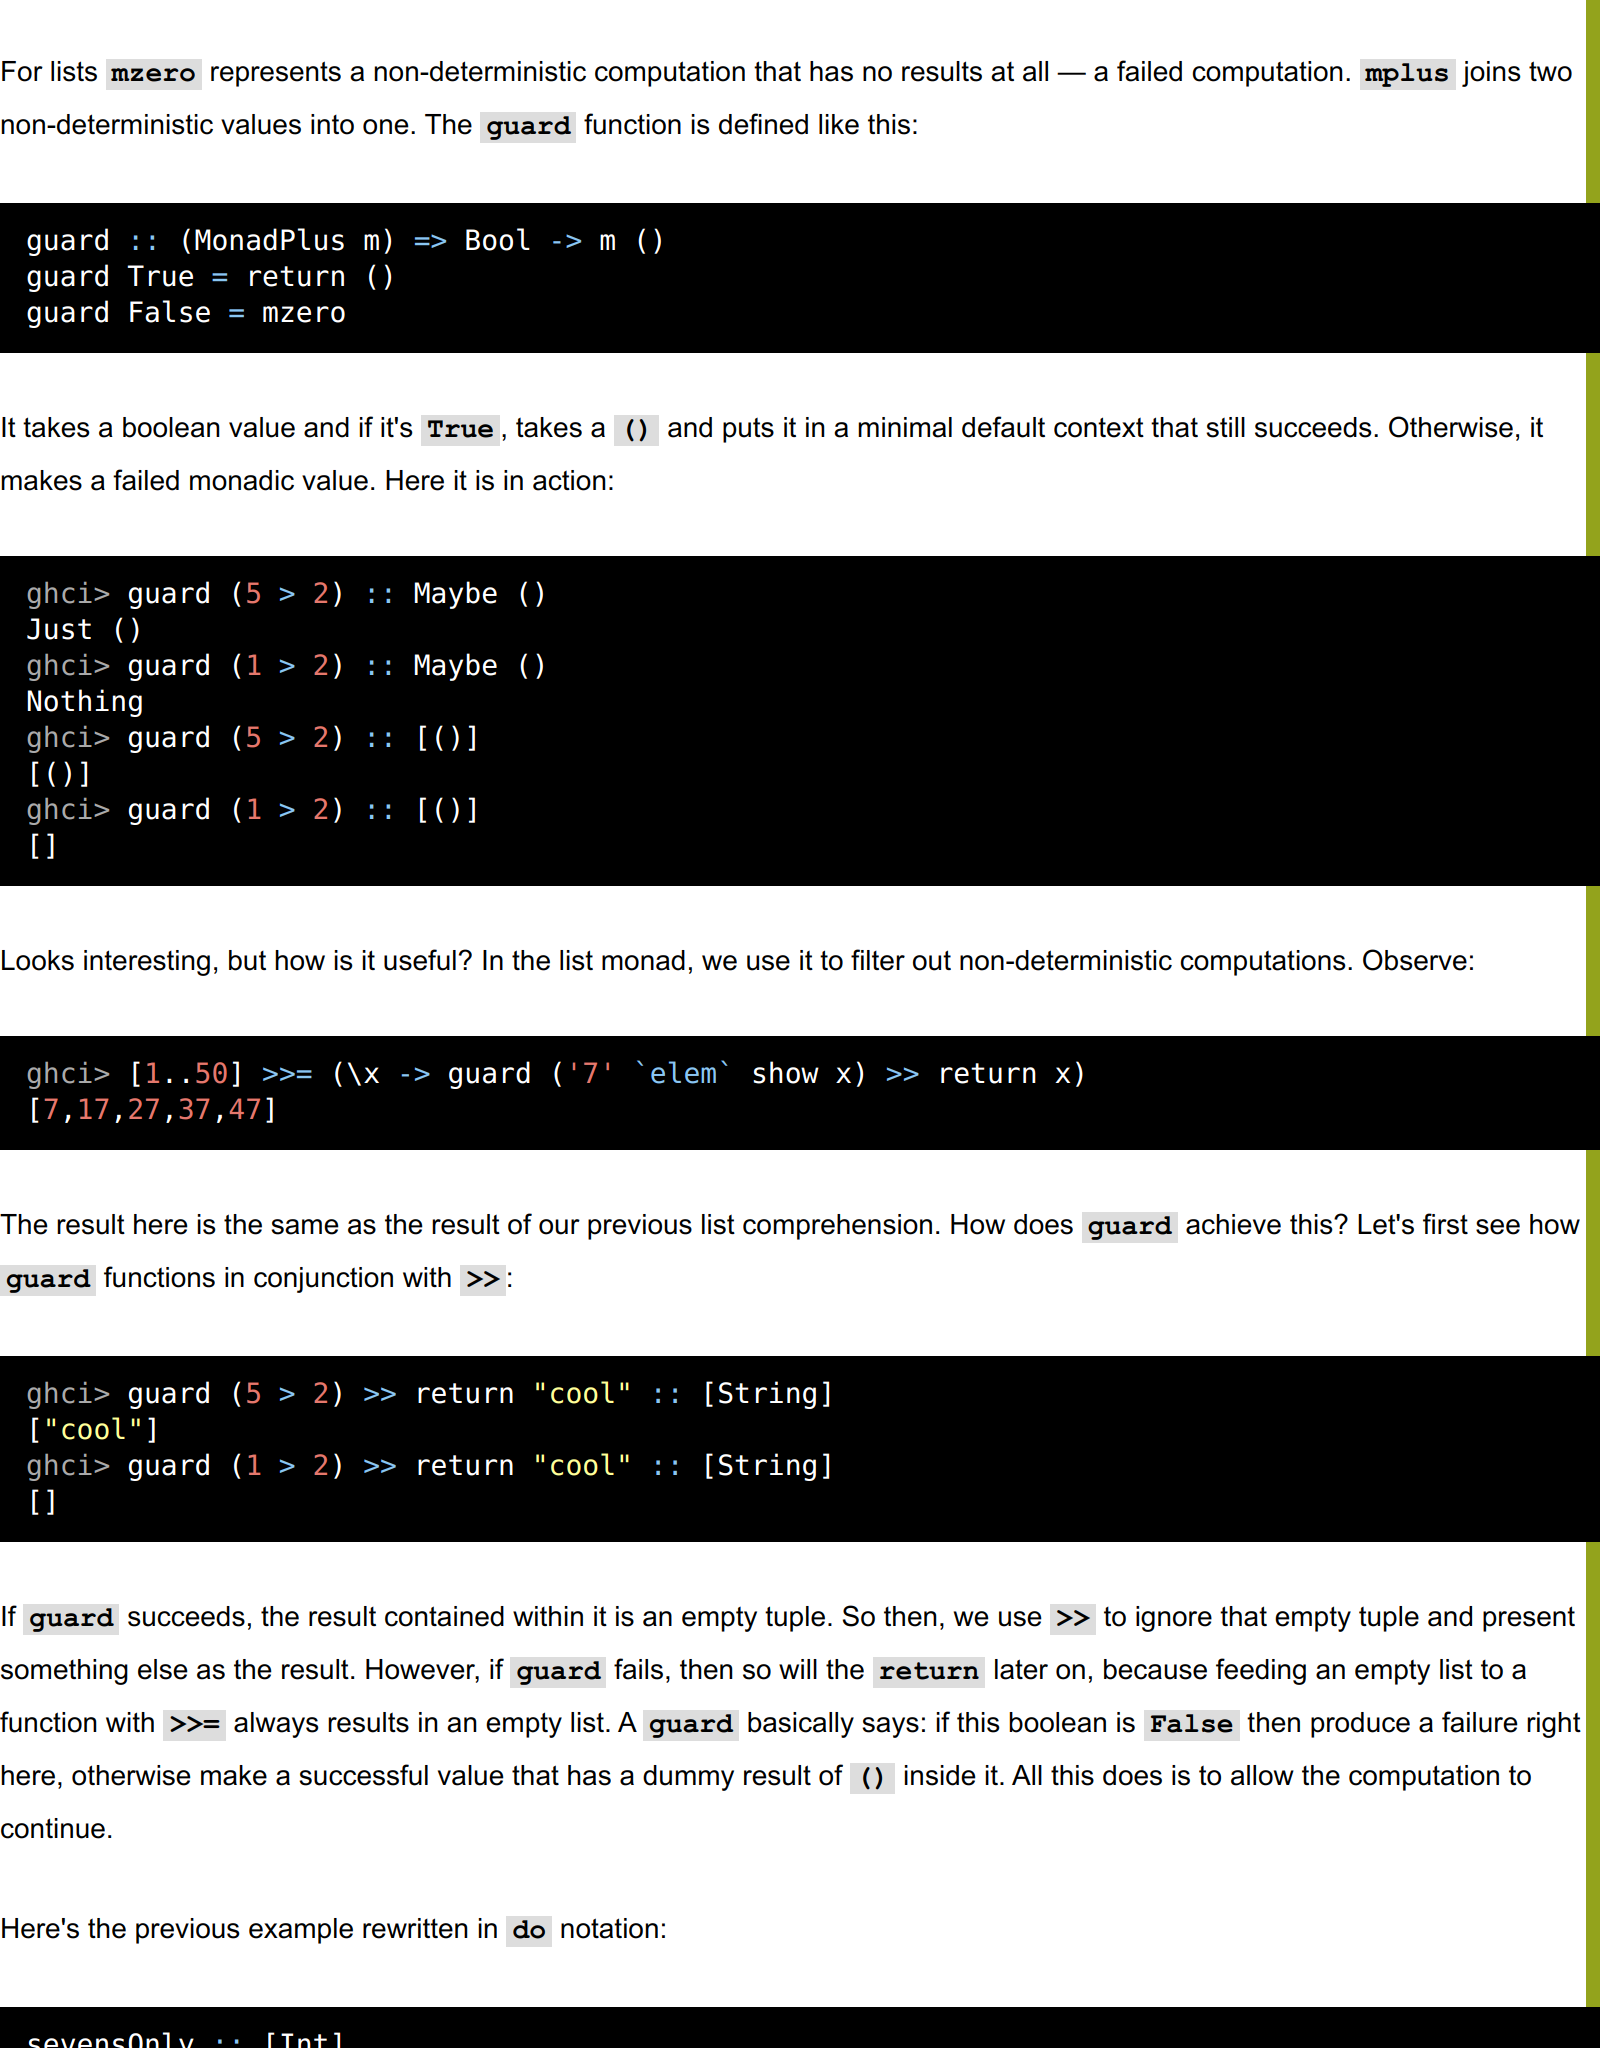 For lists mzero represents a non-deterministic computation that has no results at all — a failed computation. mplus joins two
non-deterministic values into one. The guard function is defined like this:
guard :: (MonadPlus m) => Bool -> m ()
guard True = return ()
guard False = mzero
It takes a boolean value and if it's True, takes a () and puts it in a minimal default context that still succeeds. Otherwise, it
makes a failed monadic value. Here it is in action:
ghci> guard (5 > 2) :: Maybe ()
Just ()
ghci> guard (1 > 2) :: Maybe ()
Nothing
ghci> guard (5 > 2) :: [()]
[()]
ghci> guard (1 > 2) :: [()]
[]
Looks interesting, but how is it useful? In the list monad, we use it to filter out non-deterministic computations. Observe:
ghci> [1..50] >>= (\x -> guard ('7' `elem` show x) >> return x)
[7,17,27,37,47]
The result here is the same as the result of our previous list comprehension. How does guard achieve this? Let's first see how
guard functions in conjunction with >>:
ghci> guard (5 > 2) >> return "cool" :: [String]
["cool"]
ghci> guard (1 > 2) >> return "cool" :: [String]
[]
If guard succeeds, the result contained within it is an empty tuple. So then, we use >> to ignore that empty tuple and present
something else as the result. However, if guard fails, then so will the return later on, because feeding an empty list to a
function with >>= always results in an empty list. A guard basically says: if this boolean is False then produce a failure right
here, otherwise make a successful value that has a dummy result of () inside it. All this does is to allow the computation to
continue.
Here's the previous example rewritten in do notation:
sevensOnly :: [Int]